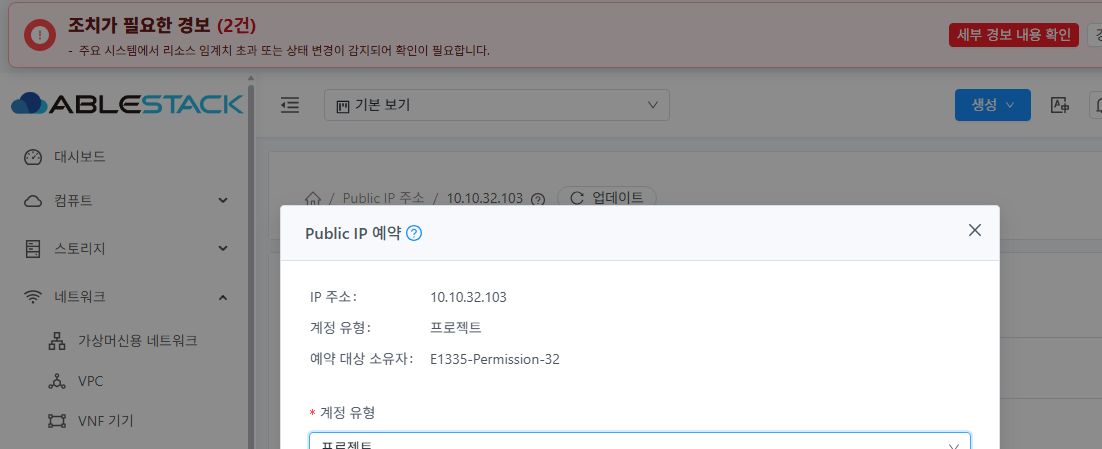 조치가 필요한 경보 (2건)
- 주요 시스템에서 리소스 임계치 초과 또는 상태 변경이 감지되어 확인이 필요합니다.
세부 경보 내용 확인
ABLESTACK
기본 보기
생성
대시보드
컴퓨트
스토리지
네트워크
가상머신용 네트워크
VPC
VNF 기기
/ Public IP 주소 / 10.10.32.103
업데이트
Public IP 예약
IP 주소: 10.10.32.103
계정 유형: 프로젝트
예약 대상 소유자: E1335-Permission-32
* 계정 유형
프로젝트